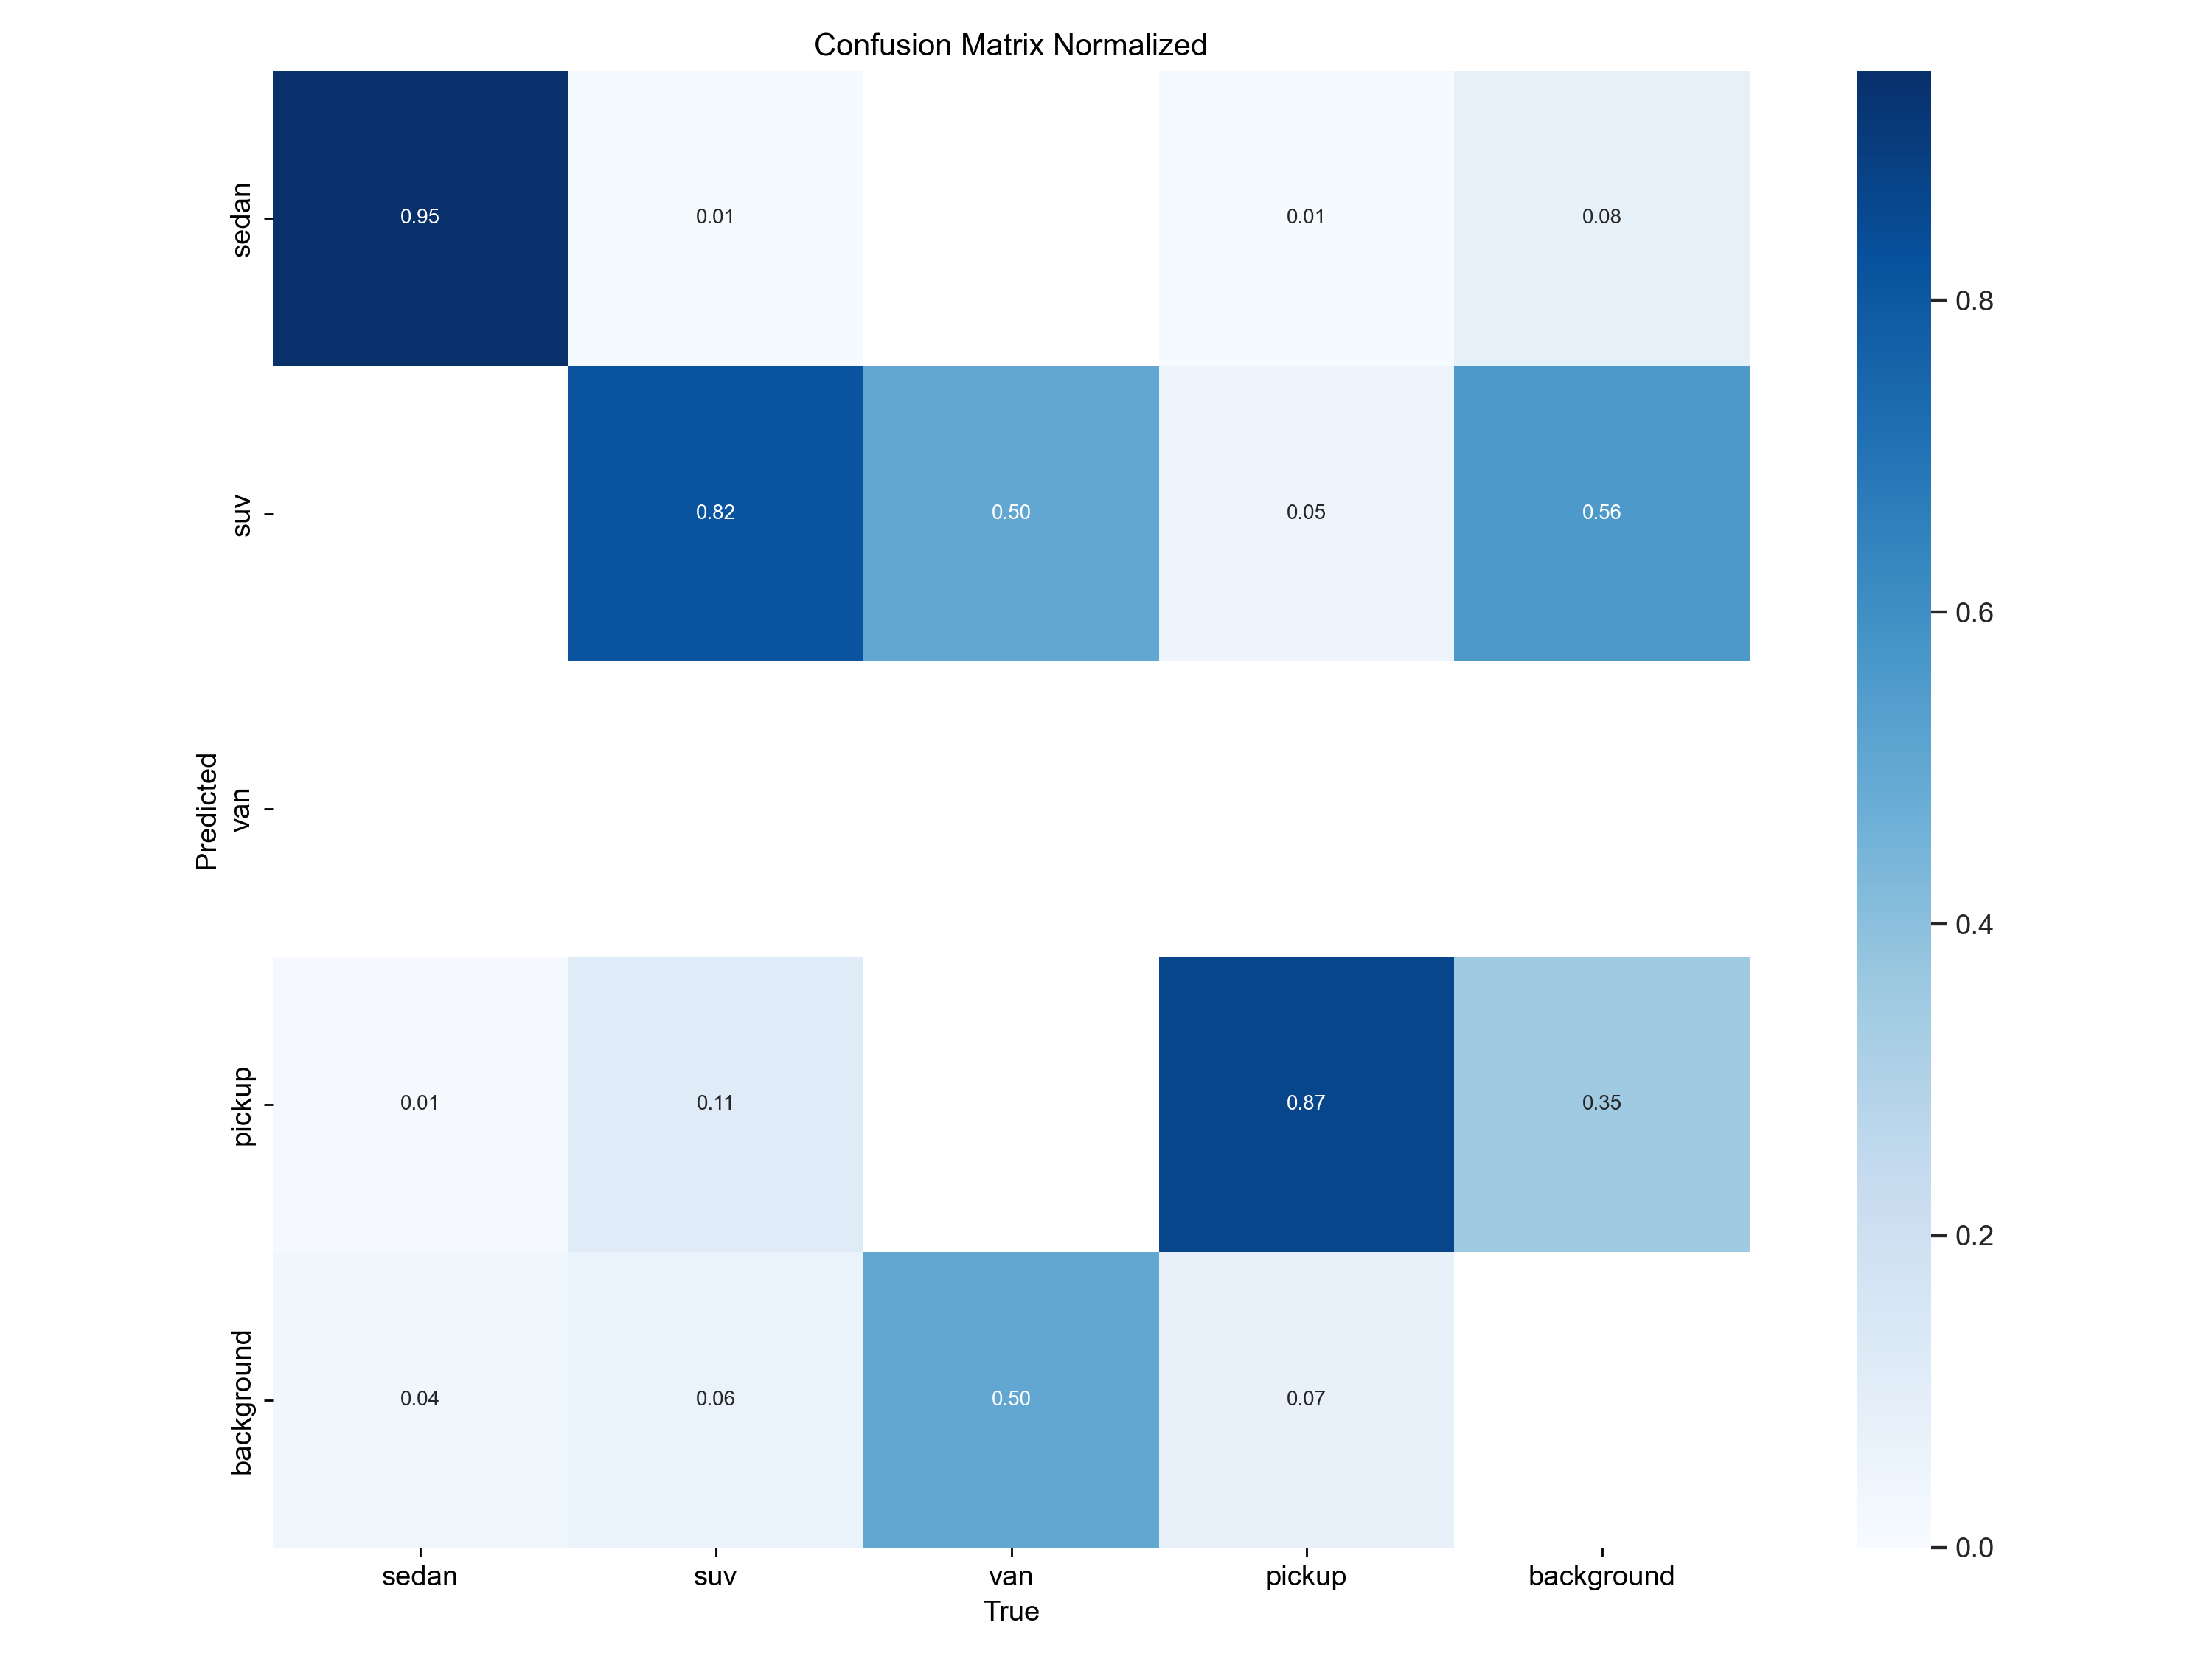 Confusion Matrix Normalized
sedan 0.95 0.01 0.01 0.08
0.8
suv 0.82 0.50 0.05 0.56
0.6
Predicted
van
0.4
pickup 0.01 0.11 0.87 0.35
0.2
background 0.04 0.06 0.50 0.07
0.0
sedan suv van pickup background
True